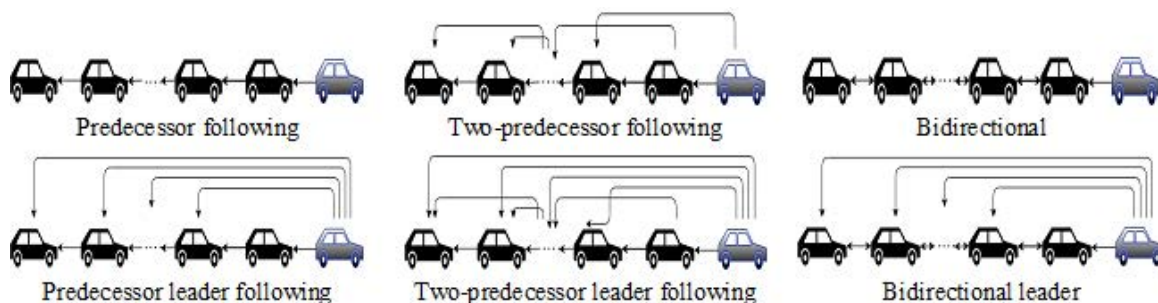 Predecessor following
Two-predecessor following
Bidirectional
Predecessor leader following
Two-predecessor leader following
Bidirectional leader